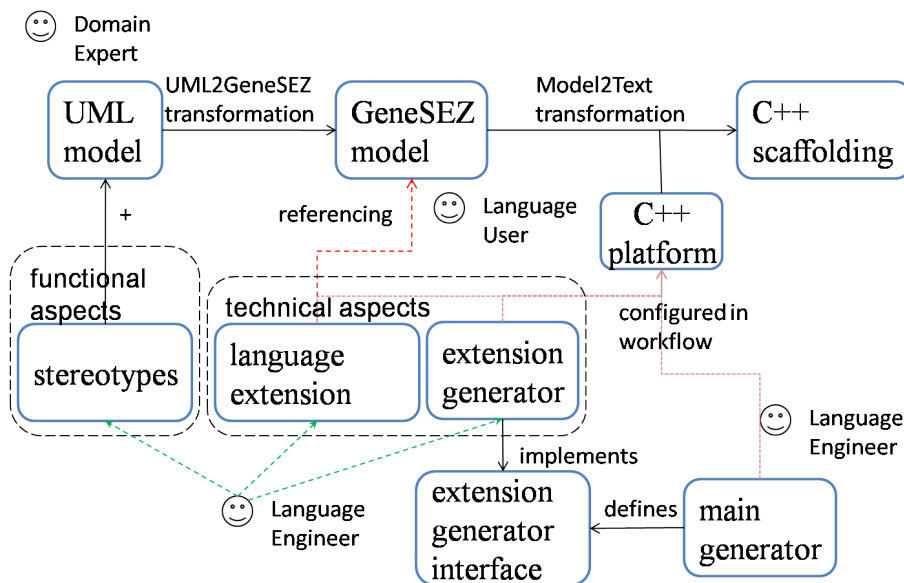 Domain
Expert
UML2GeneSEZ
transformation
Model2Text
transformation
UML
model
GeneSEZ
model
C++
scaffolding
+
referencing
Language
User
C++
platform
functional
aspects
technical aspects
configured in
workflow
stereotypes
language
extension
extension
generator
Language
Engineer
implements
Language
Engineer
extension
generator
interface
defines
main
generator